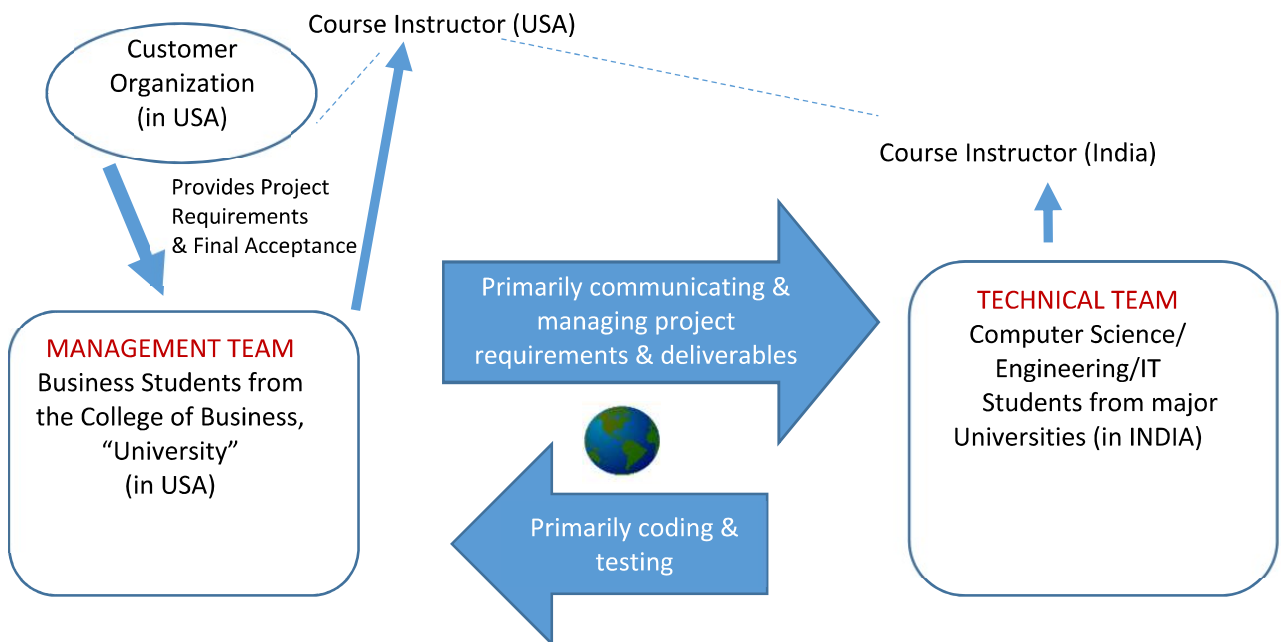 Course Instructor (USA)
Customer
Organization
(in USA)
Course Instructor (India)
Provides Project
Requirements
& Final Acceptance
Primarily communicating &
managing project
requirements & deliverables
TECHNICAL TEAM
Computer Science/
Engineering/IT
Students from major
Universities (in INDIA)
MANAGEMENT TEAM
Business Students from
the College of Business,
“University”
(in USA)
Primarily coding &
testing